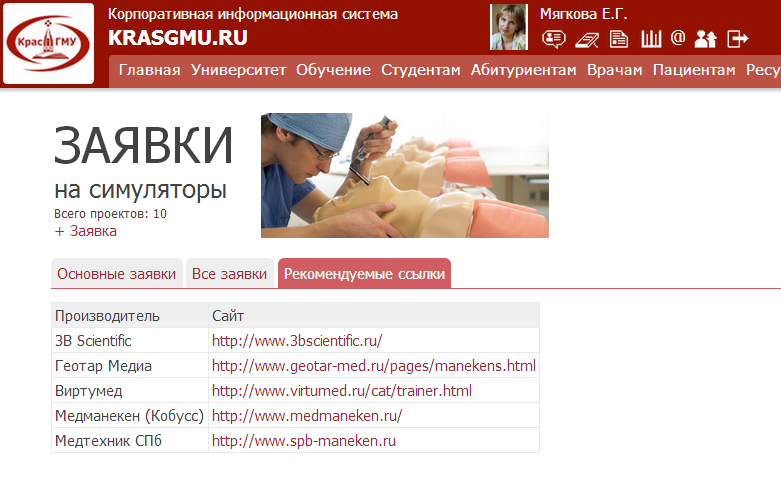 КрасГМУ
Корпоративная информационная система
KRASGMU.RU
Мягкова Е.Г.
@
Главная Университет Обучение Студентам Абитуриентам Врачам Пациентам Ресу
ЗАЯВКИ
на симуляторы
Всего проектов: 10
+ Заявка
Основные заявки Все заявки Рекомендуемые ссылки
Производитель Сайт
3B Scientific http://www.3bscientific.ru/
Геотар Медиа http://www.geotar-med.ru/pages/manekens.html
Виртумед http://www.virtumed.ru/cat/trainer.html
Медманекен (Кобусс) http://www.medmaneken.ru/
Медтехник СПб http://www.spb-maneken.ru